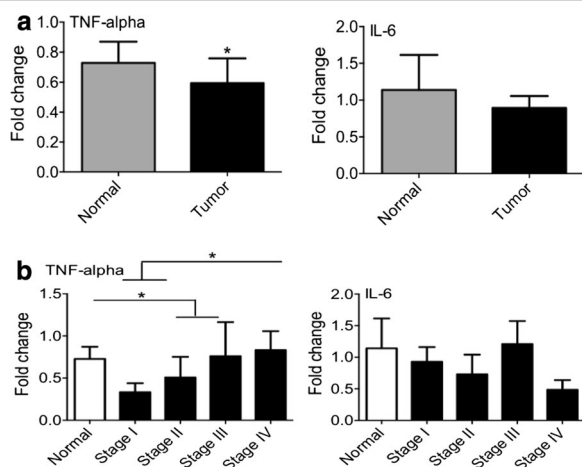 a
TNF-alpha
Fold change
1.0
0.8
0.6
0.4
0.2
0.0
*
Normal
Tumor
IL-6
Fold change
2.0
1.5
1.0
0.5
0.0
Normal
Tumor
b
TNF-alpha
Fold change
1.5
1.0
0.5
0.0
*
*
Normal
Stage I
Stage II
Stage III
Stage IV
IL-6
Fold change
2.0
1.5
1.0
0.5
0.0
Normal
Stage I
Stage II
Stage III
Stage IV